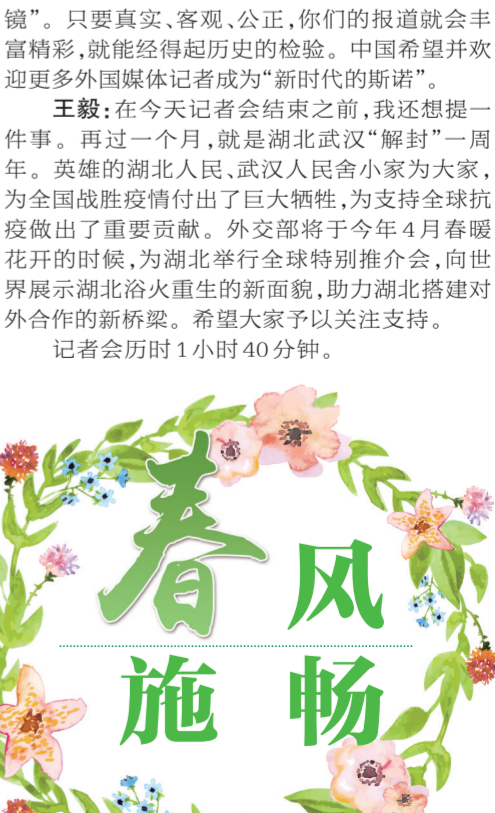 镜”。只要真实、客观、公正,你们的报道就会丰
富精彩,就能经得起历史的检验。中国希望并欢
迎更多外国媒体记者成为“新时代的斯诺”。
王毅:在今天记者会结束之前,我还想提一
件事。再过一个月,就是湖北武汉“解封”一周
年。英雄的湖北人民、武汉人民舍小家为大家,
为全国战胜疫情付出了巨大牺牲,为支持全球抗
疫做出了重要贡献。外交部将于今年4月春暖
花开的时候,为湖北举行全球特别推介会,向世
界展示湖北浴火重生的新面貌,助力湖北搭建对
外合作的新桥梁。希望大家予以关注支持。
记者会历时1小时40分钟。
春风
施畅